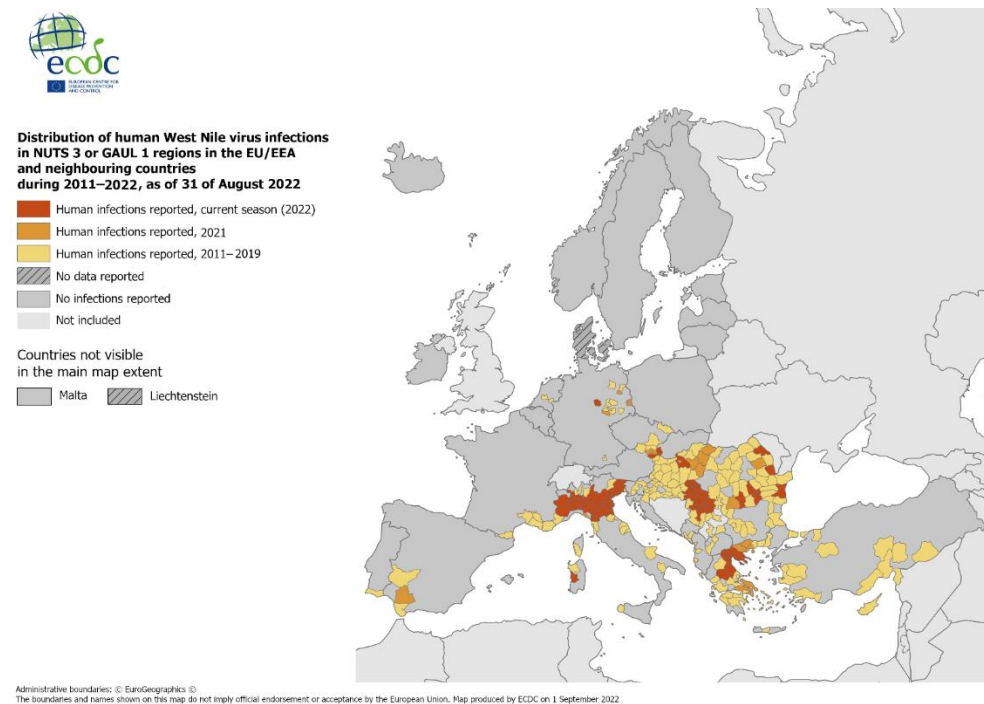 ecdc
EUROPEAN CENTRE FOR
DISEASE PREVENTION
AND CONTROL
Distribution of human West Nile virus infections
in NUTS 3 or GAUL 1 regions in the EU/EEA
and neighbouring countries
during 2011–2022, as of 31 of August 2022
Human infections reported, current season (2022)
Human infections reported, 2021
Human infections reported, 2011–2019
No data reported
No infections reported
Not included
Countries not visible
in the main map extent
Malta Liechtenstein
Administrative boundaries: © EuroGeographics ©
The boundaries and names shown on this map do not imply official endorsement or acceptance by the European Union. Map produced by ECDC on 1 September 2022